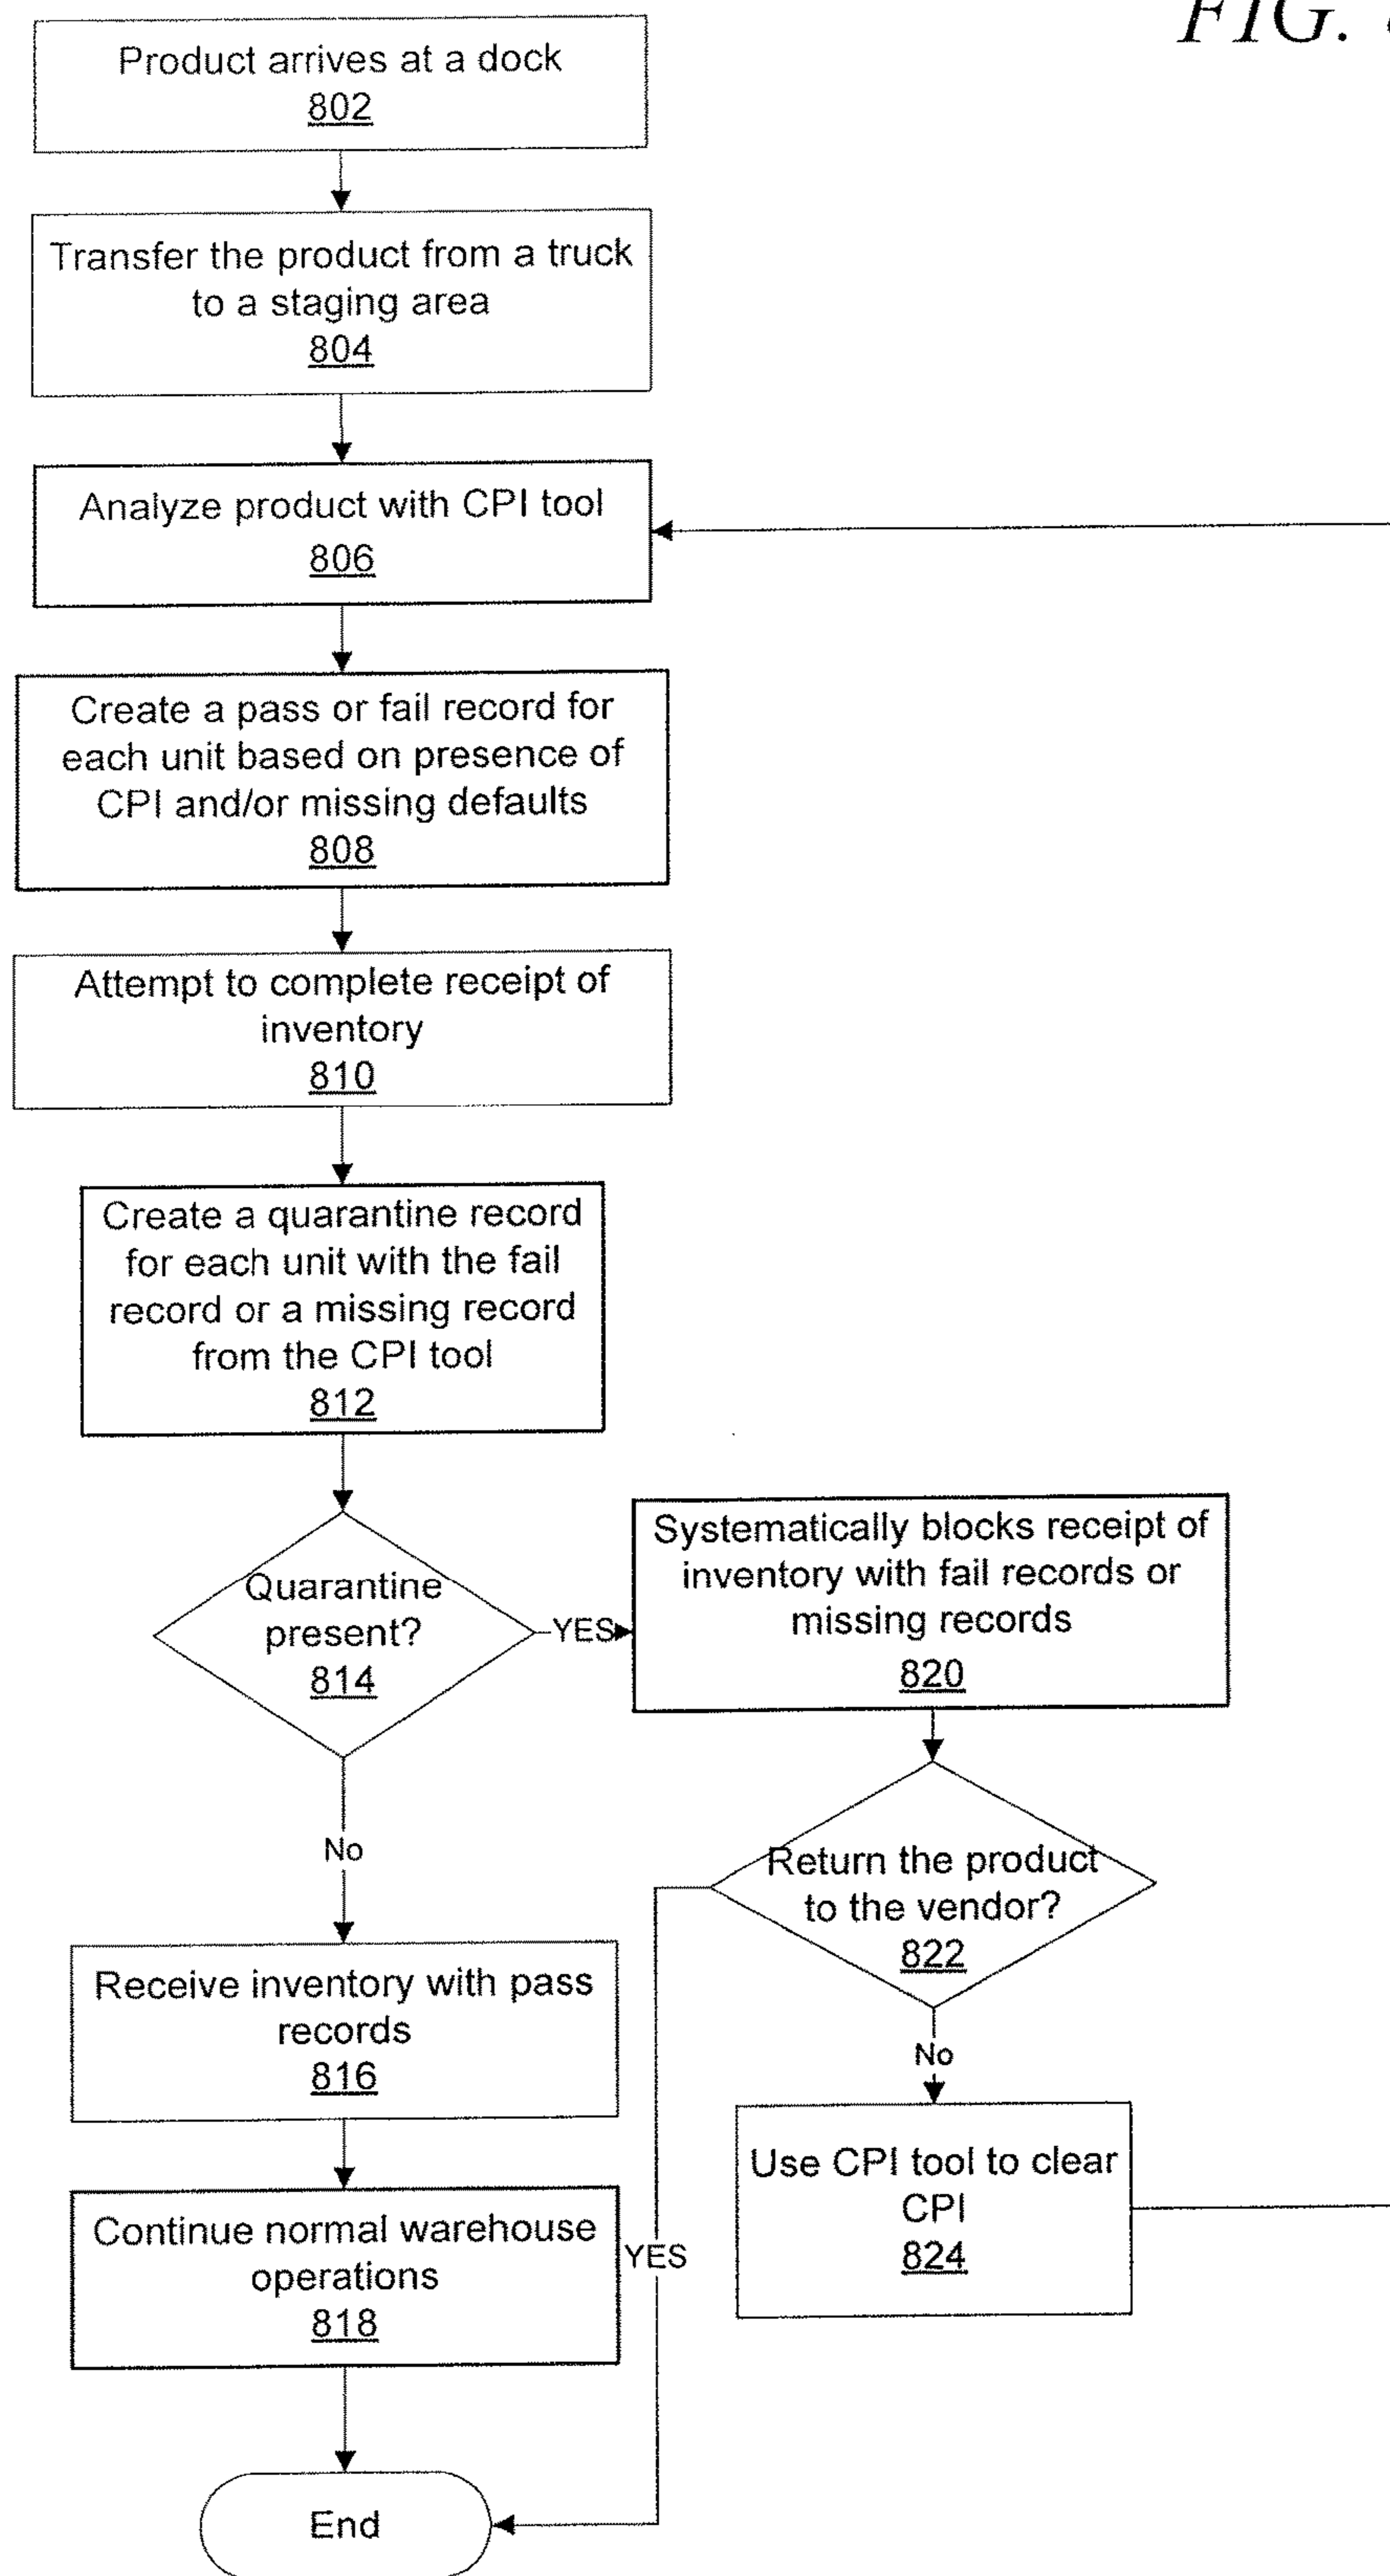 FIG.
Product arrives at a dock
802
Transfer the product from a truck
to a staging area
804
Analyze product with CPI tool
806
Create a pass or fail record for
each unit based on presence of
CPI and/or missing defaults
808
Attempt to complete receipt of
inventory
810
Create a quarantine record
for each unit with the fail
record or a missing record
from the CPI tool
812
Quarantine
present?
814
YES
Systematically blocks receipt of
inventory with fail records or
missing records
820
No
Return the product
to the vendor?
822
No
Receive inventory with pass
records
816
Use CPI tool to clear
CPI
824
Continue normal warehouse
operations
818
YES
End